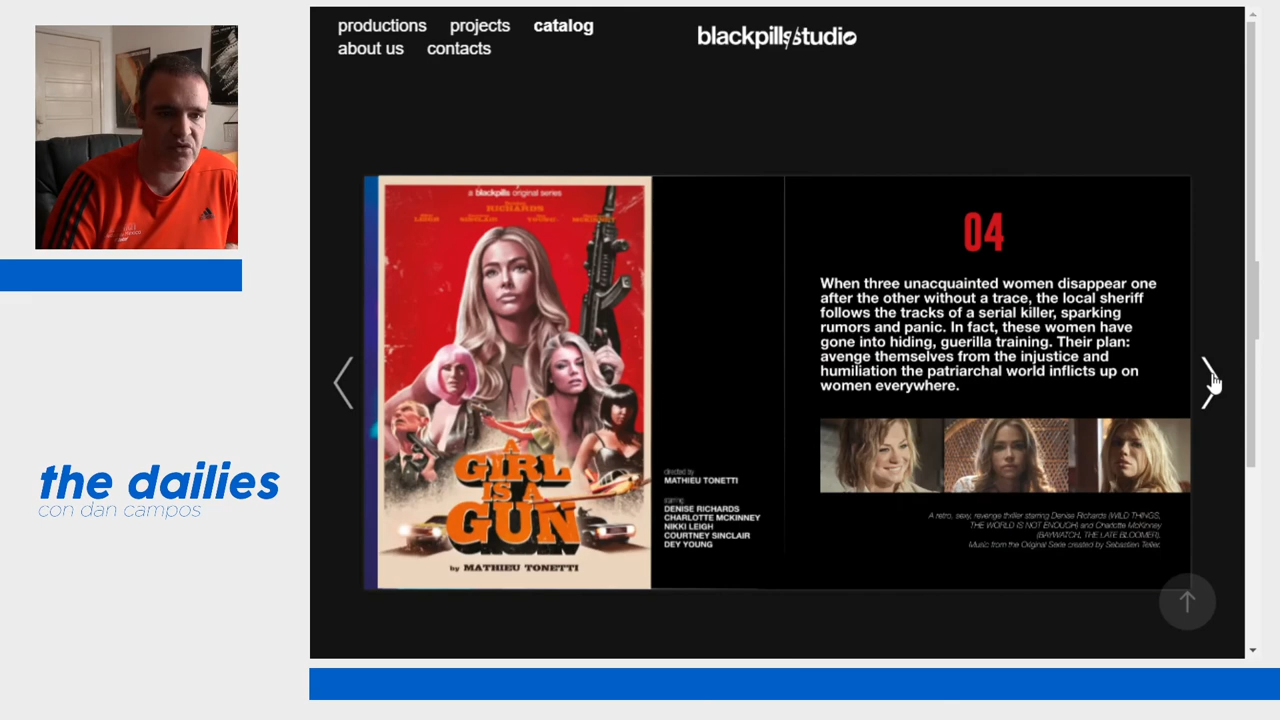 productions projects catalog
about us contacts
blackpills studio
a blackpills original series
RICHARDS
A
GIRL
IS A
GUN
by MATHIEU TONETTI
directed by
MATHIEU TONETTI
starring
DENISE RICHARDS
CHARLOTTE MCKINNEY
NIKKI LEIGH
COURTNEY SINCLAIR
DEY YOUNG
04
When three unacquainted women disappear one
after the other without a trace, the local sheriff
follows the tracks of a serial killer, sparking
rumors and panic. In fact, these women have
gone into hiding, guerilla training. Their plan:
avenge themselves from the injustice and
humiliation the patriarchal world inflicts up on
women everywhere.
A retro, sexy, revenge thriller starring Denise Richards (WILD THINGS,
THE WORLD IS NOT ENOUGH) and Charlotte McKinney
(BAYWATCH, THE LATE BLOOMER).
Music from the Original Serie created by Sebastien Tellier.
the dailies
con dan campos